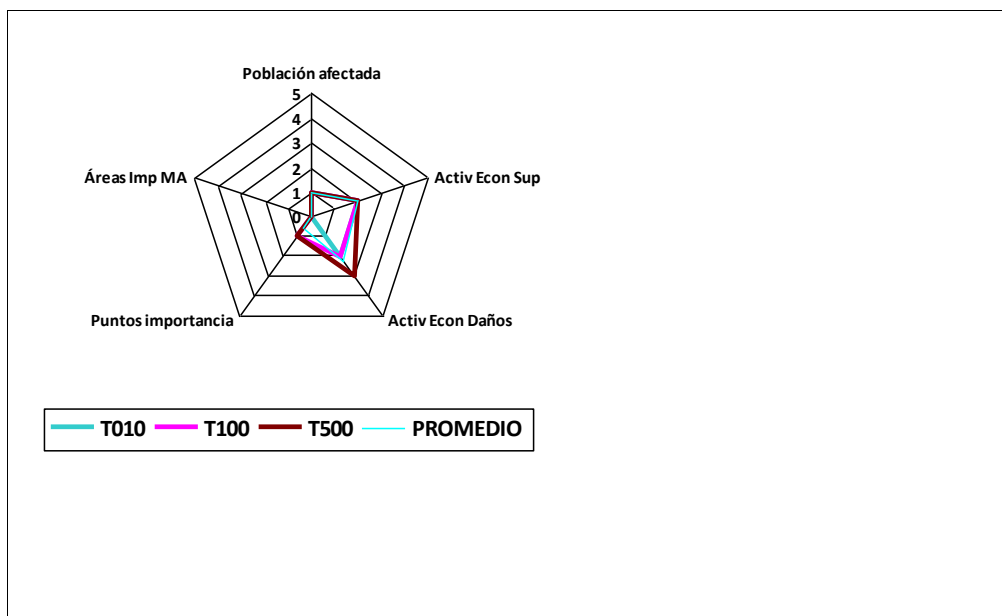 Población afectada
5
4
3
2
1
0
Áreas Imp MA
Activ Econ Sup
Puntos importancia
Activ Econ Daños
T010 T100 T500 PROMEDIO